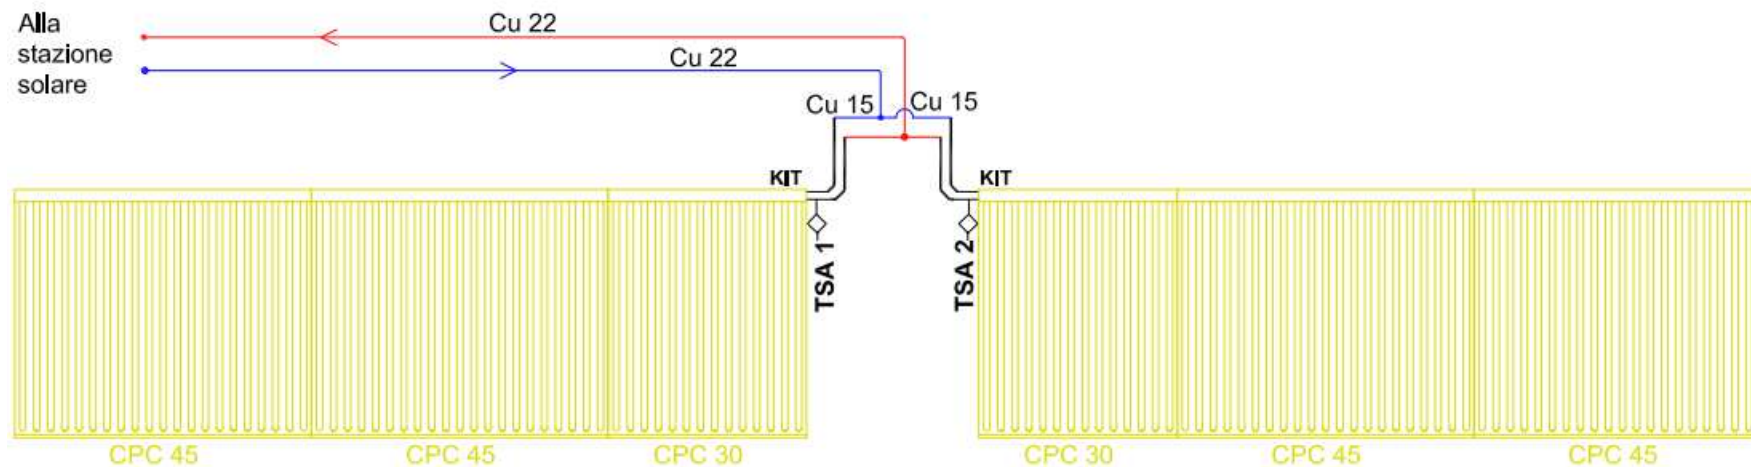 Alla
stazione
solare
Cu 22
Cu 22
Cu 15
Cu 15
KIT
KIT
TSA 1
TSA 2
CPC 45
CPC 45
CPC 30
CPC 30
CPC 45
CPC 45